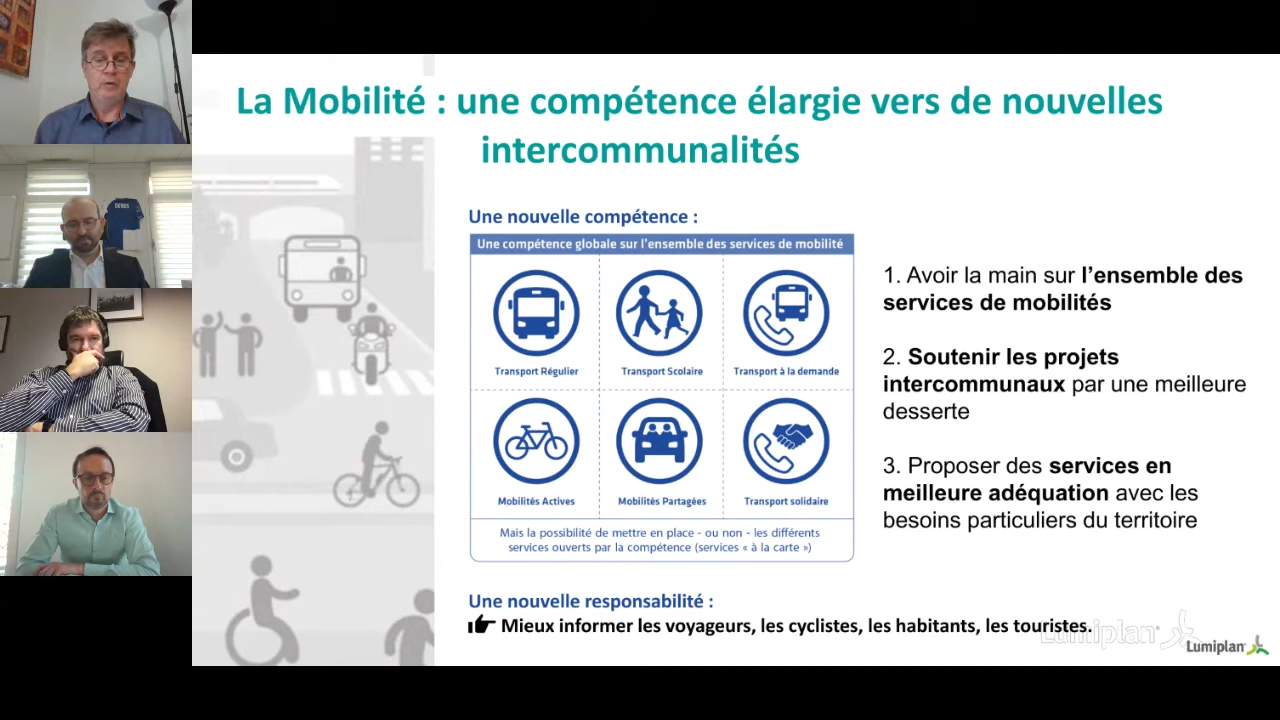 La Mobilité : une compétence élargie vers de nouvelles
intercommunalités
Une nouvelle compétence :
Une compétence globale sur l'ensemble des services de mobilité
Transport Régulier
Transport Scolaire
Transport à la demande
Mobilités Actives
Mobilités Partagées
Transport solidaire
Mais la possibilité de mettre en place - ou non - les différents
services ouverts par la compétence (services « à la carte »)
1. Avoir la main sur l’ensemble des
services de mobilités
2. Soutenir les projets
intercommunaux par une meilleure
desserte
3. Proposer des services en
meilleure adéquation avec les
besoins particuliers du territoire
Une nouvelle responsabilité :
Mieux informer les voyageurs, les cyclistes, les habitants, les touristes.
Lumiplan
Lumiplan